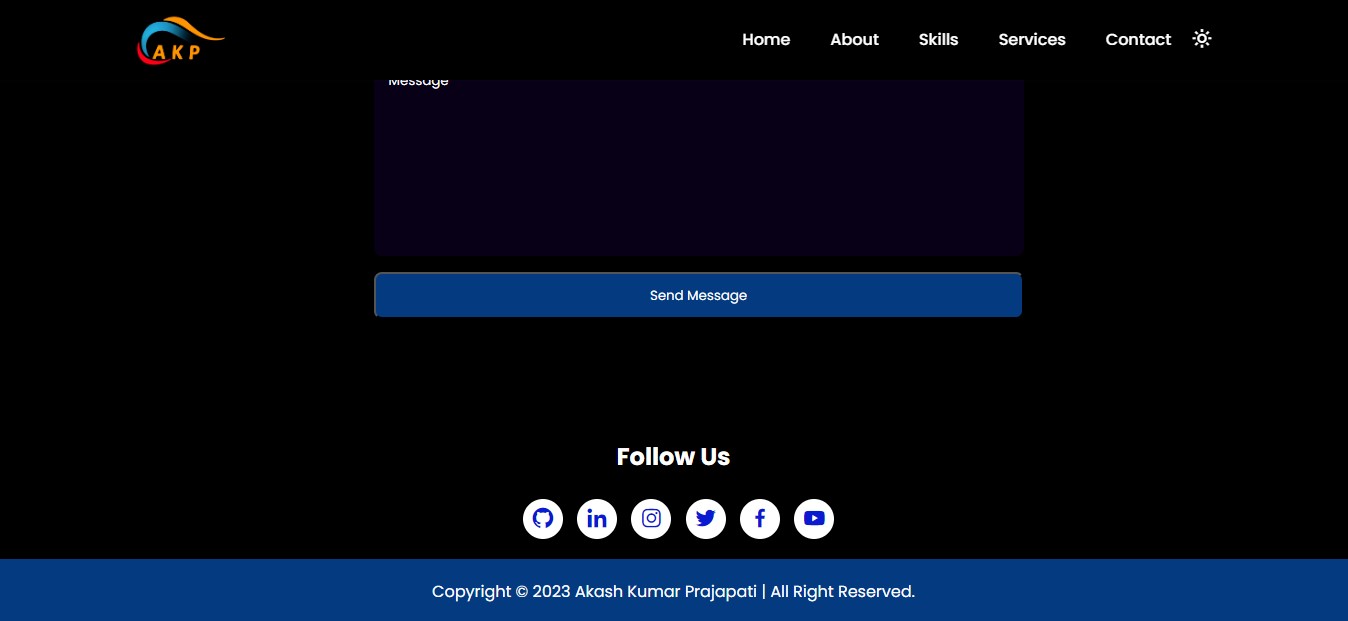 AKP
Home About Skills Services Contact
Message
Send Message
Follow Us
Copyright © 2023 Akash Kumar Prajapati | All Right Reserved.